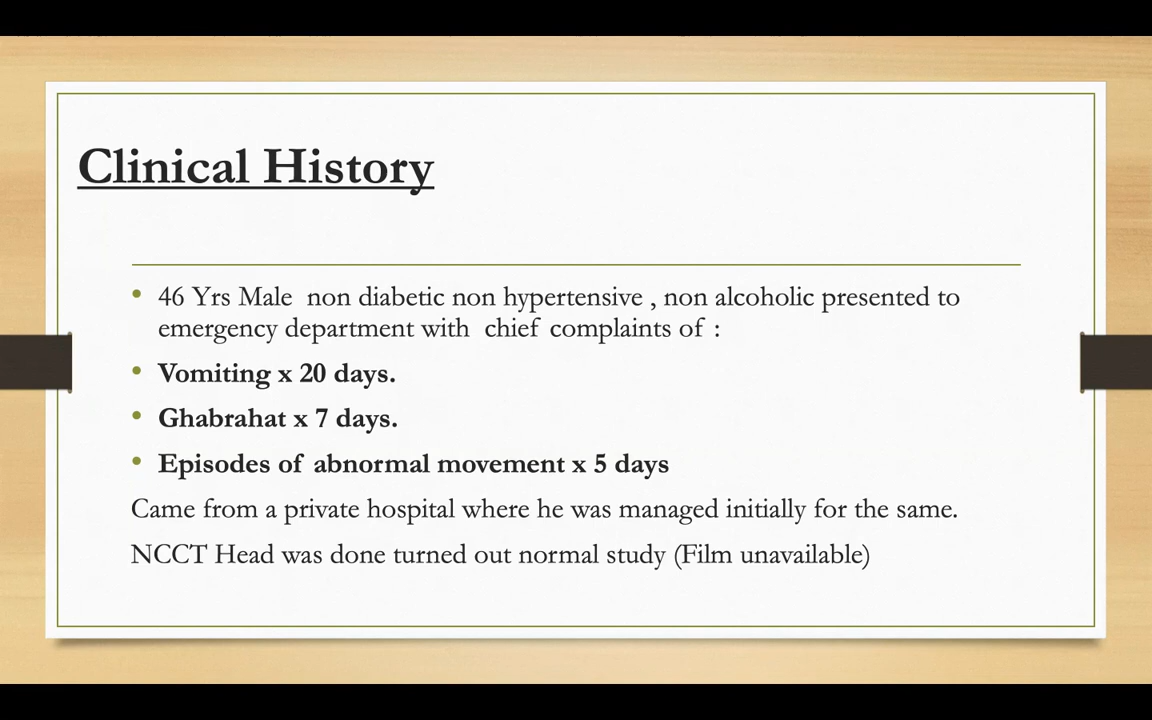 Clinical History
• 46 Yrs Male non diabetic non hypertensive , non alcoholic presented to
emergency department with chief complaints of :
• Vomiting x 20 days.
• Ghabrahat x 7 days.
• Episodes of abnormal movement x 5 days
Came from a private hospital where he was managed initially for the same.
NCCT Head was done turned out normal study (Film unavailable)